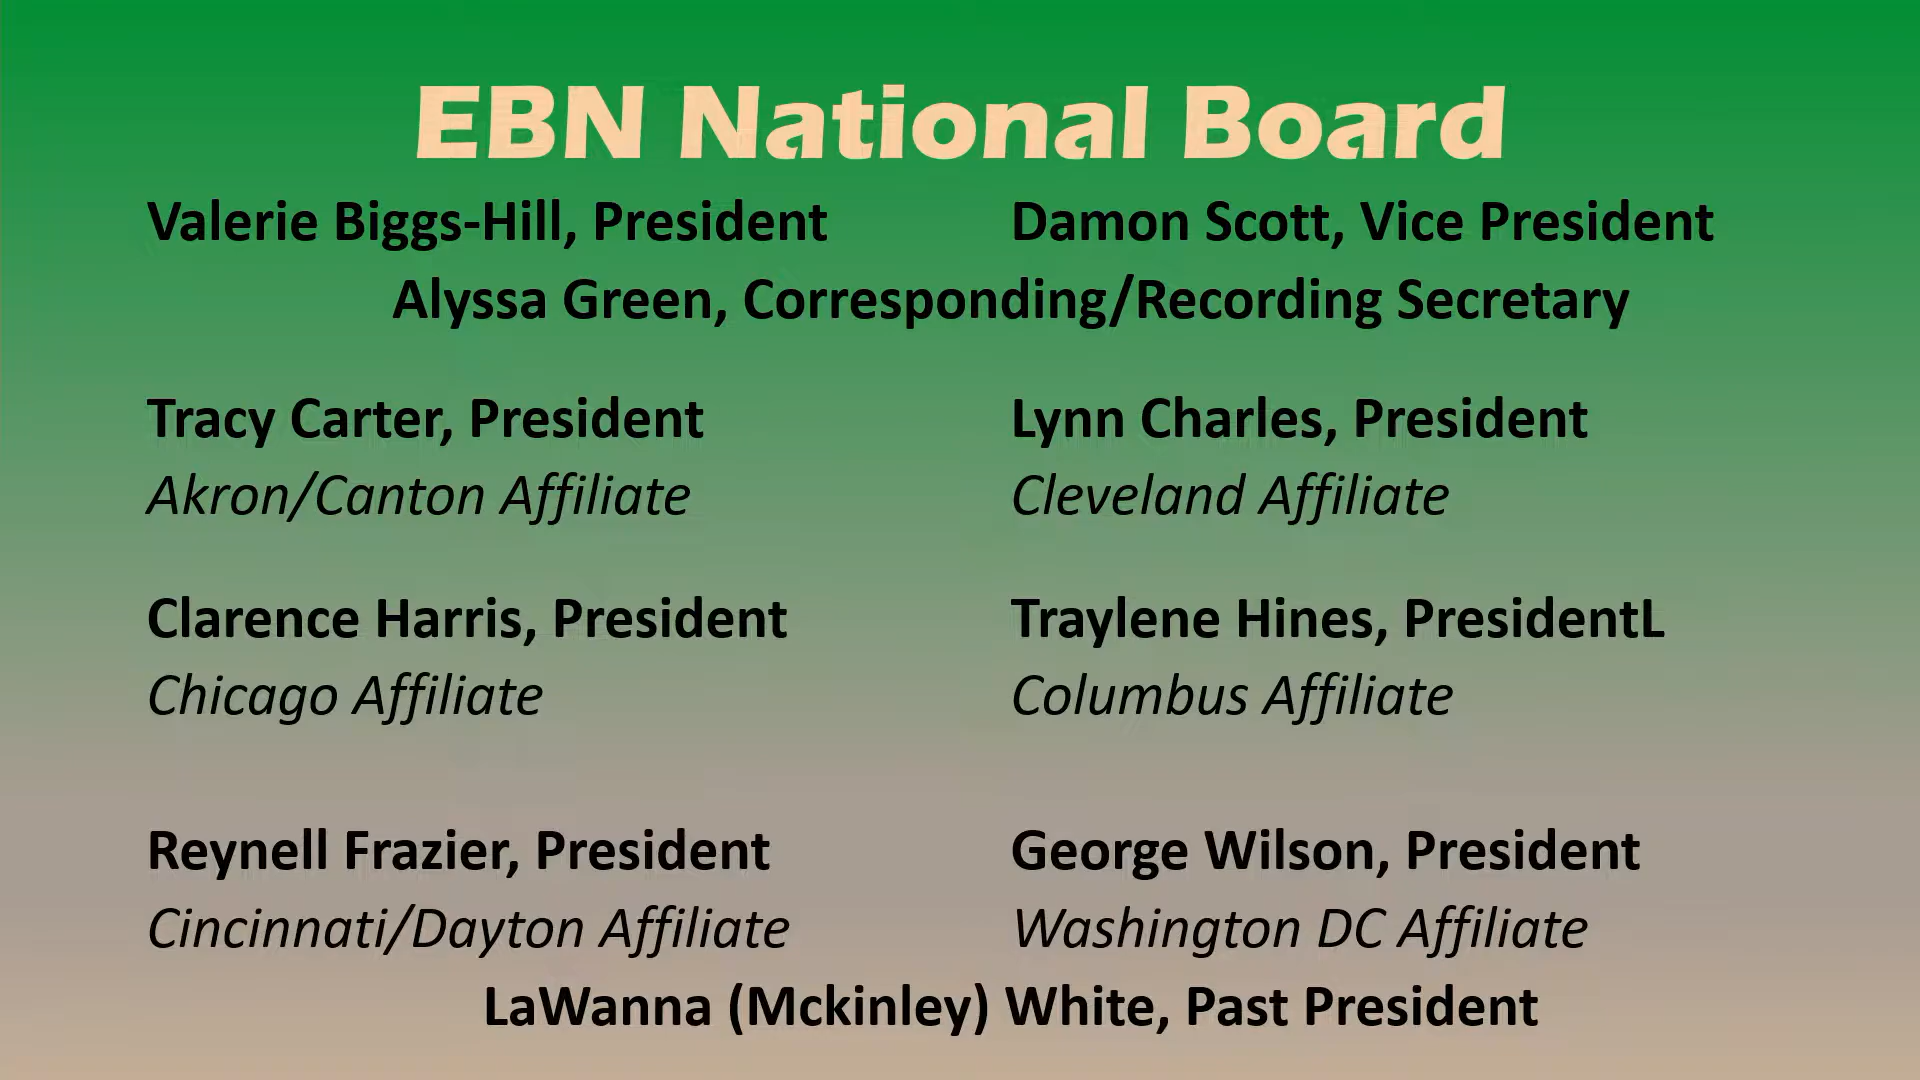 EBN National Board
Valerie Biggs-Hill, President
Damon Scott, Vice President
Alyssa Green, Corresponding/Recording Secretary
Tracy Carter, President
Akron/Canton Affiliate
Lynn Charles, President
Cleveland Affiliate
Clarence Harris, President
Chicago Affiliate
Traylene Hines, PresidentL
Columbus Affiliate
Reynell Frazier, President
Cincinnati/Dayton Affiliate
George Wilson, President
Washington DC Affiliate
LaWanna (Mckinley) White, Past President